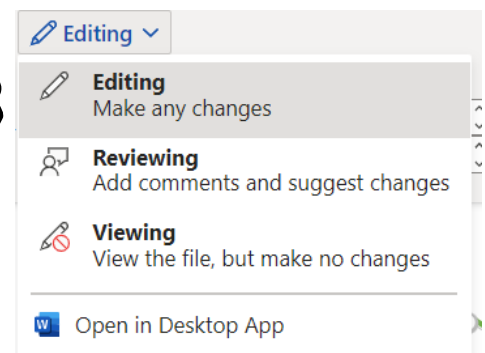 Editing
Editing
Make any changes
Reviewing
Add comments and suggest changes
Viewing
View the file, but make no changes
Open in Desktop App